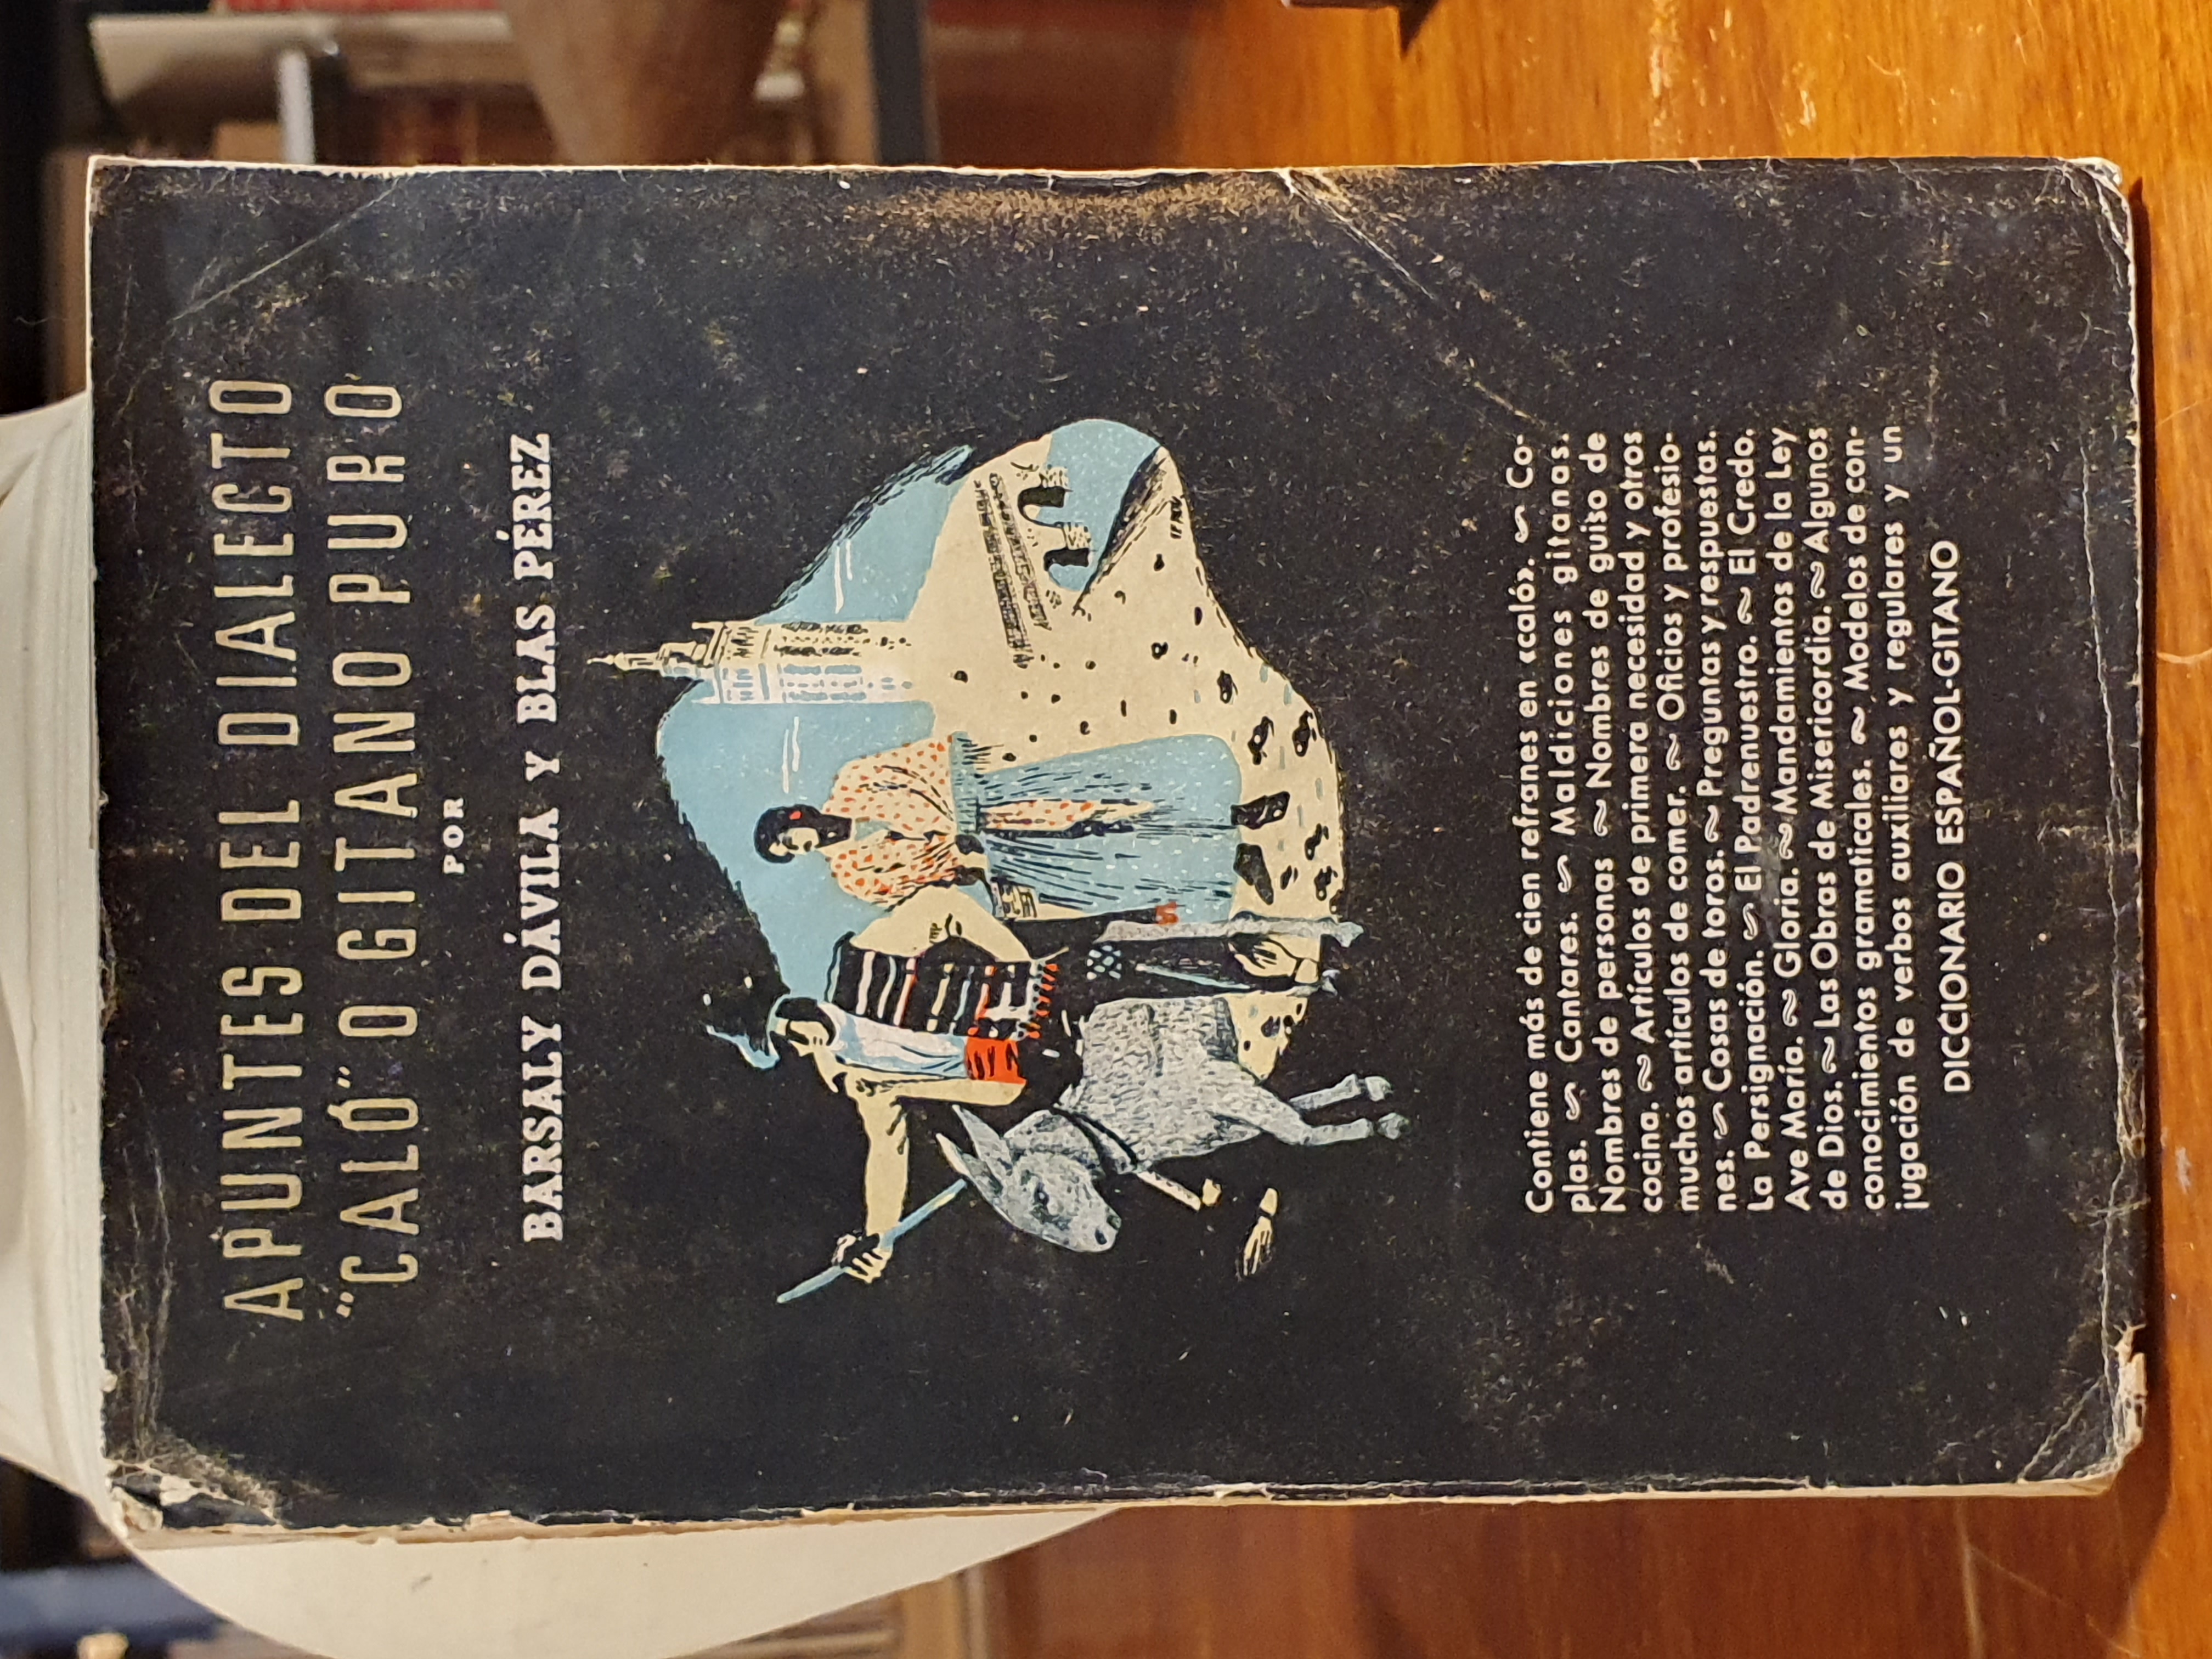 APUNTES DEL DIALECTO
"CALÓ" O GITANO PURO
POR
BARSALY DÁVILA Y BLAS PÉREZ
Contiene más de cien refranes en «caló». ~ Co-
plas. ~ Cantares. ~ Maldiciones gitanas.
Nombres de personas ~ Nombres de guiso de
cocina. ~ Artículos de primera necesidad y otros
muchos artículos de comer. ~ Oficios y profesio-
nes. ~ Cosas de toros. ~ Preguntas y respuestas.
La Persignación. ~ El Padrenuestro. ~ El Credo.
Ave María. ~ Gloria. ~ Mandamientos de la Ley
de Dios. ~ Las Obras de Misericordia. ~ Algunos
conocimientos gramaticales. ~ Modelos de con-
jugación de verbos auxiliares y regulares y un
DICCIONARIO ESPAÑOL-GITANO